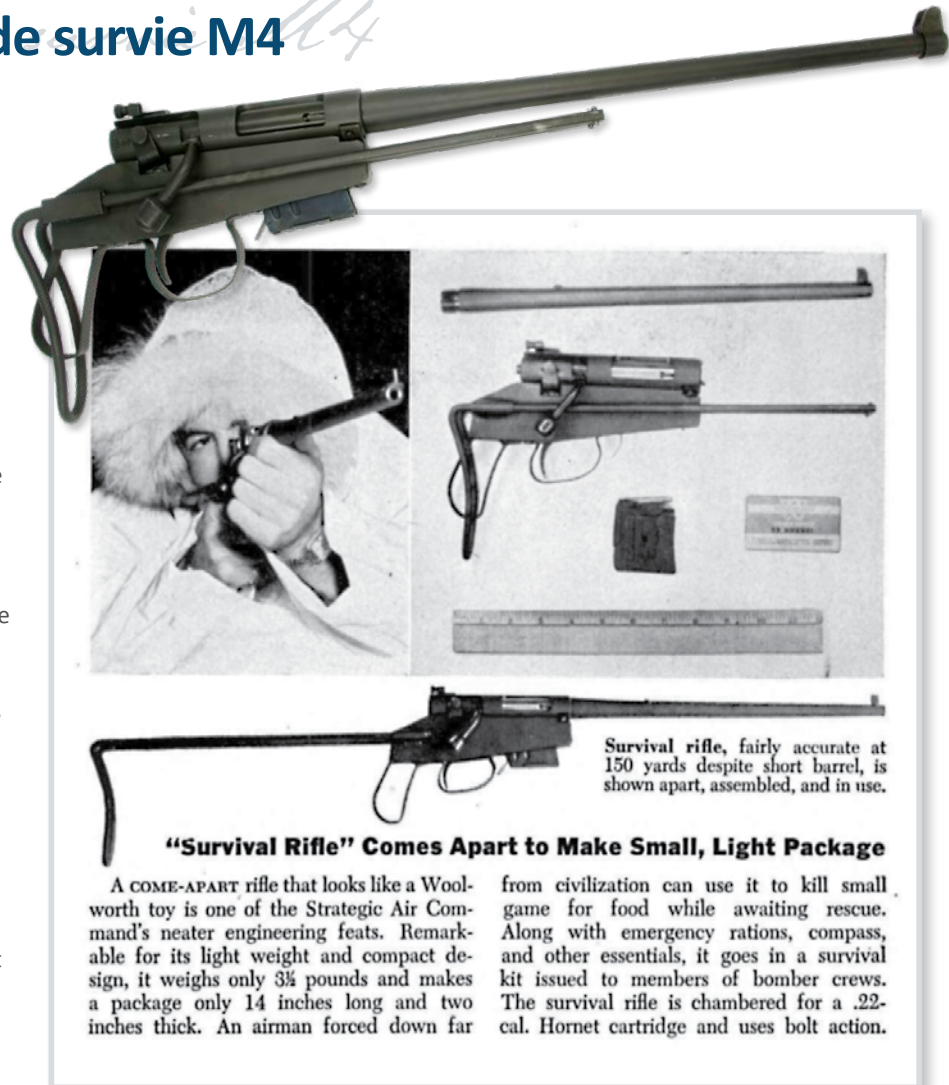 de survie M4
M4
Survival rifle, fairly accurate at
150 yards despite short barrel, is
shown apart, assembled, and in use.
“Survival Rifle” Comes Apart to Make Small, Light Package
A COME-APART rifle that looks like a Wool-
worth toy is one of the Strategic Air Com-
mand's neater engineering feats. Remark-
able for its light weight and compact de-
sign, it weighs only 3¾ pounds and makes
a package only 14 inches long and two
inches thick. An airman forced down far
from civilization can use it to kill small
game for food while awaiting rescue.
Along with emergency rations, compass,
and other essentials, it goes in a survival
kit issued to members of bomber crews.
The survival rifle is chambered for a .22-
cal. Hornet cartridge and uses bolt action.